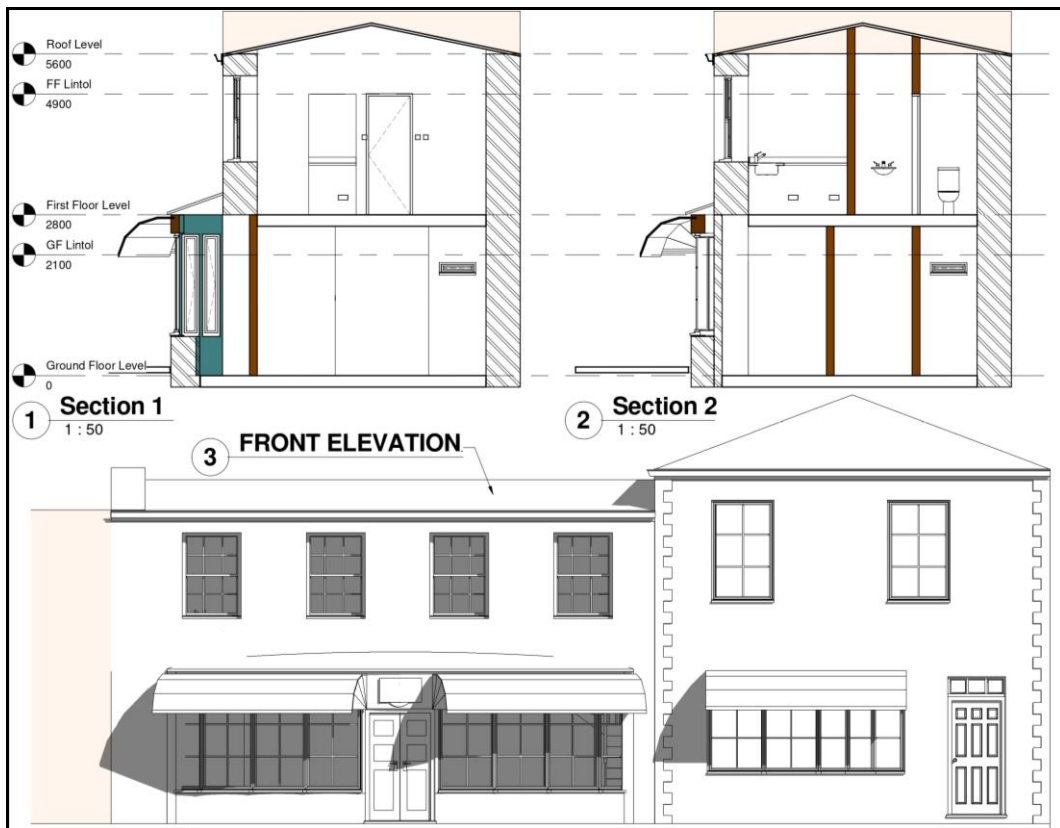 Roof Level
5600
FF Lintol
4900
First Floor Level
2800
GF Lintol
2100
Ground Floor Level
0
1 Section 1
1 : 50
2 Section 2
1 : 50
3 FRONT ELEVATION